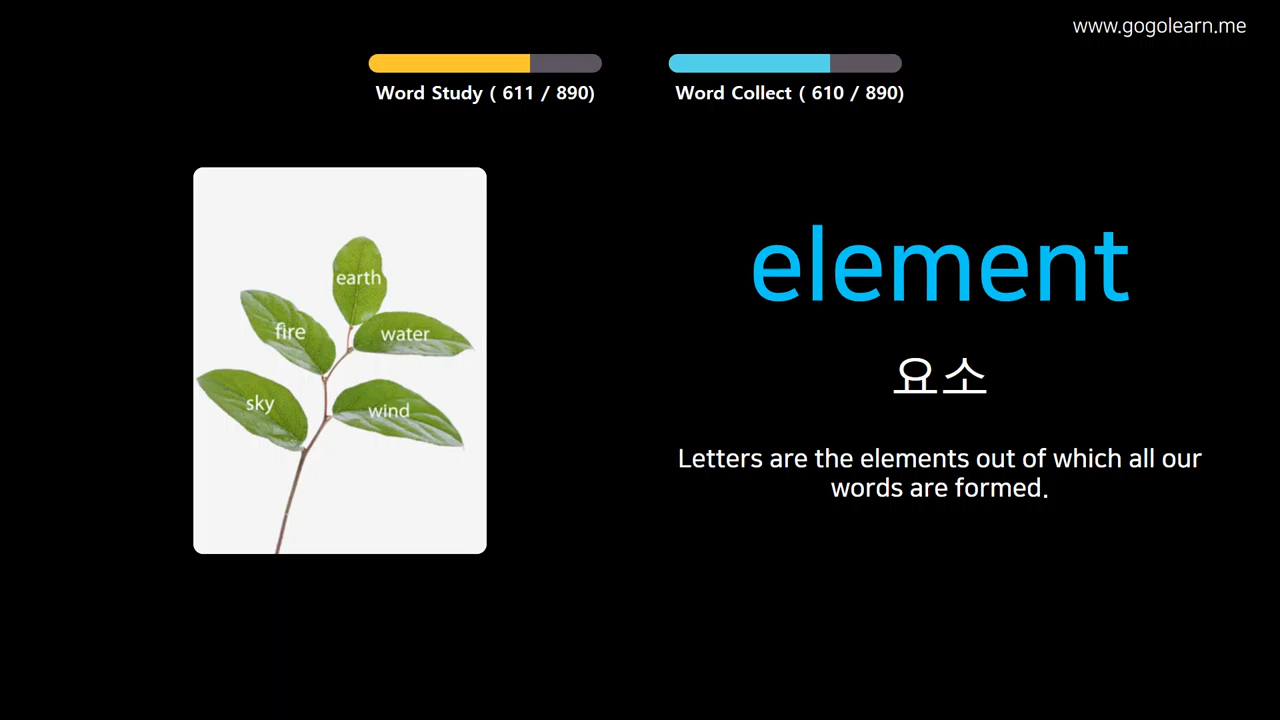 www.gogolearn.me
Word Study ( 611 / 890)
Word Collect ( 610 / 890)
earth
fire
water
sky
wind
element
요소
Letters are the elements out of which all our
words are formed.